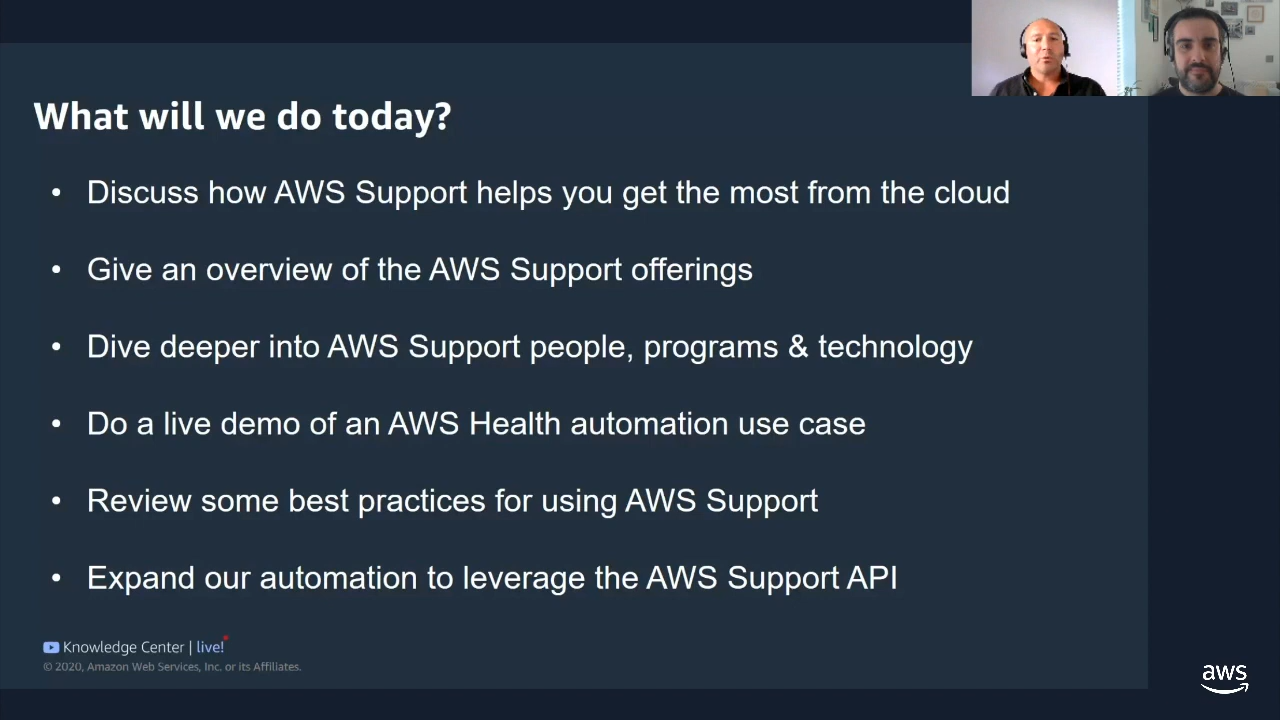 What will we do today?
• Discuss how AWS Support helps you get the most from the cloud
• Give an overview of the AWS Support offerings
• Dive deeper into AWS Support people, programs & technology
• Do a live demo of an AWS Health automation use case
• Review some best practices for using AWS Support
• Expand our automation to leverage the AWS Support API
Knowledge Center | live!
© 2020, Amazon Web Services, Inc. or its Affiliates.
aws